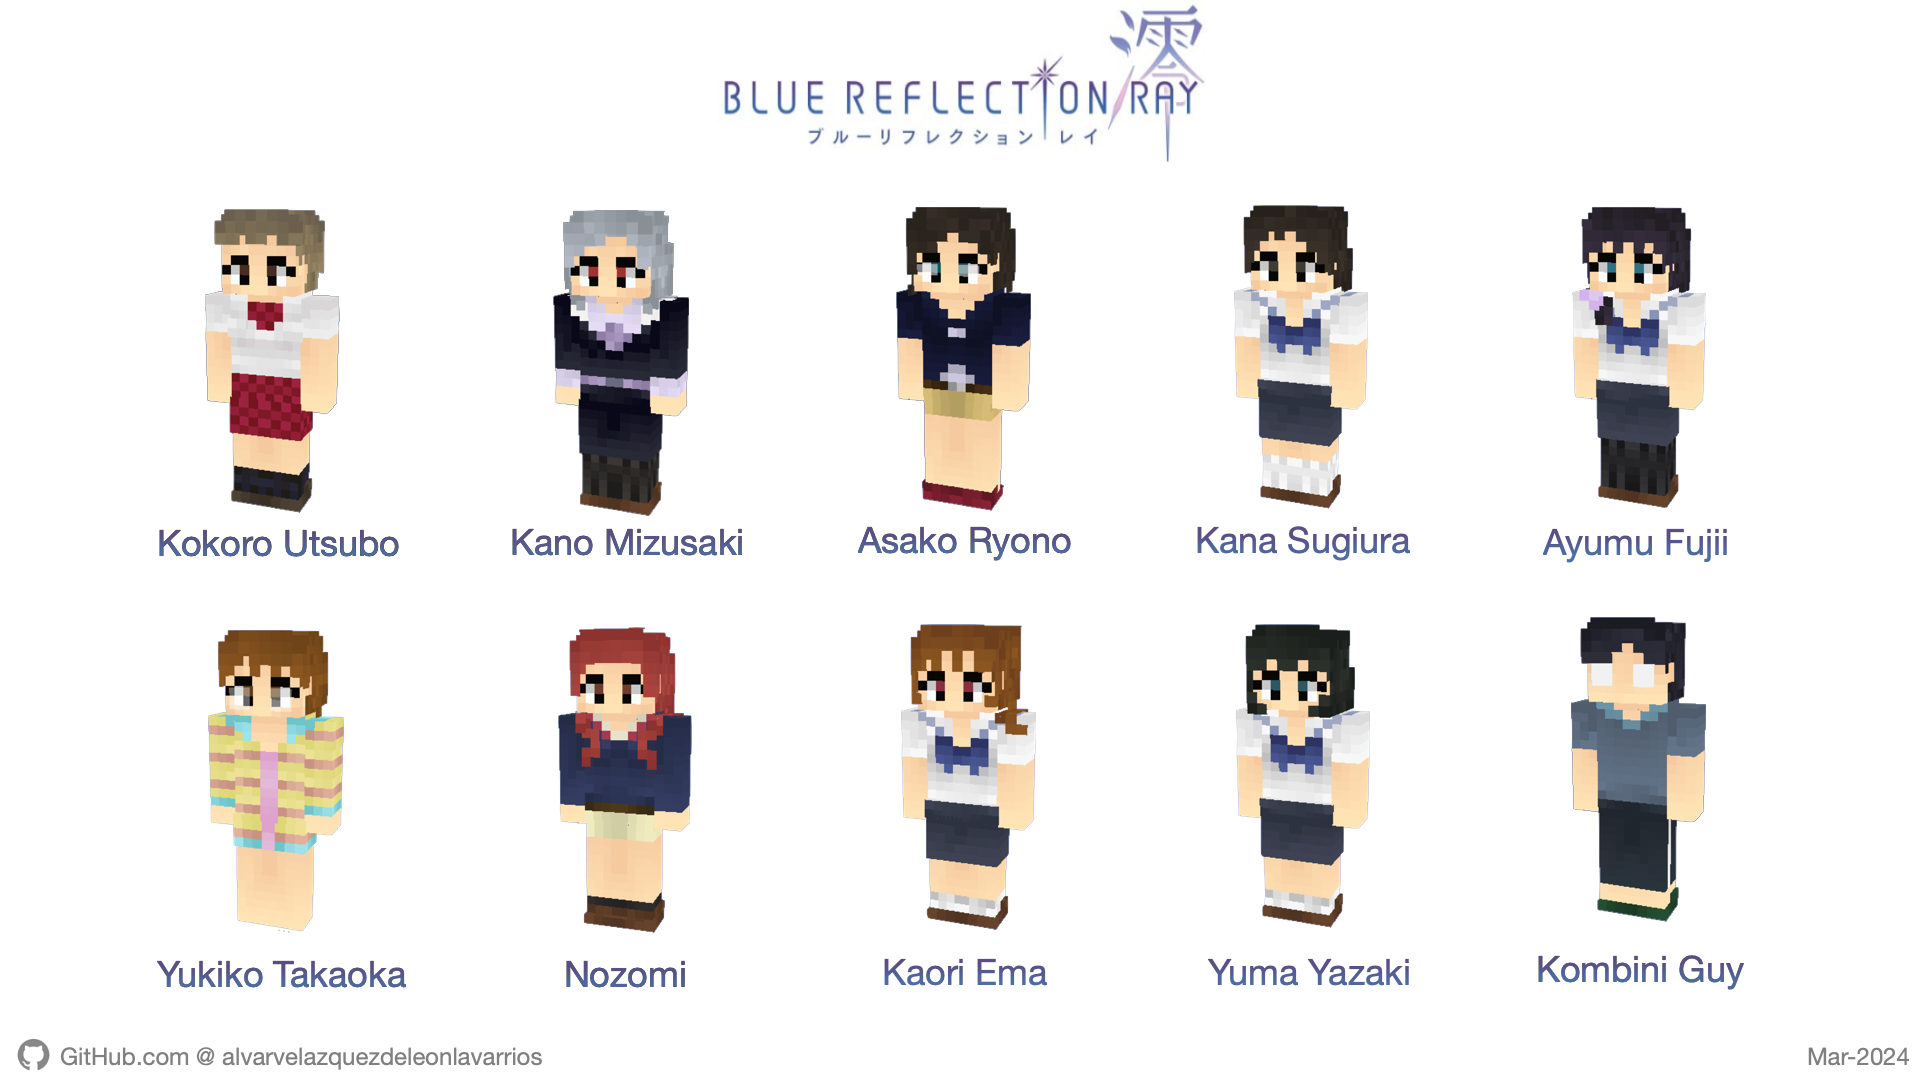 澪
BLUE REFLECTION RAY
ブルーリフレクション レイ
Kokoro Utsubo
Kano Mizusaki
Asako Ryono
Kana Sugiura
Ayumu Fujii
Yukiko Takaoka
Nozomi
Kaori Ema
Yuma Yazaki
Kombini Guy
GitHub.com @ alvarvelazquezdeleonlavarrios
Mar-2024